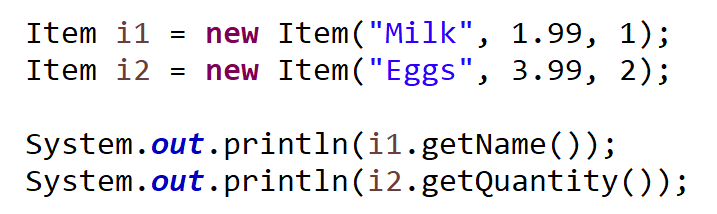 Item i1 = new Item("Milk", 1.99, 1);
Item i2 = new Item("Eggs", 3.99, 2);
System.out.println(i1.getName());
System.out.println(i2.getQuantity());